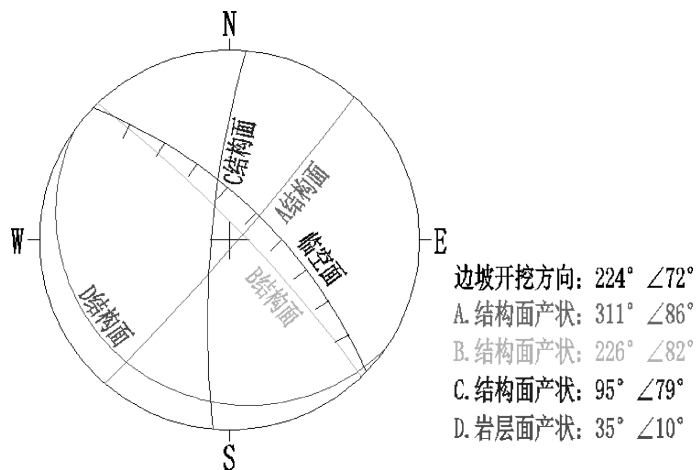 N
C结构面
A结构面
W
E
临空面
B结构面
D结构面
S
边坡开挖方向: 224° ∠72°
A.结构面产状: 311° ∠86°
B.结构面产状: 226° ∠82°
C.结构面产状: 95° ∠79°
D.岩层面产状: 35° ∠10°